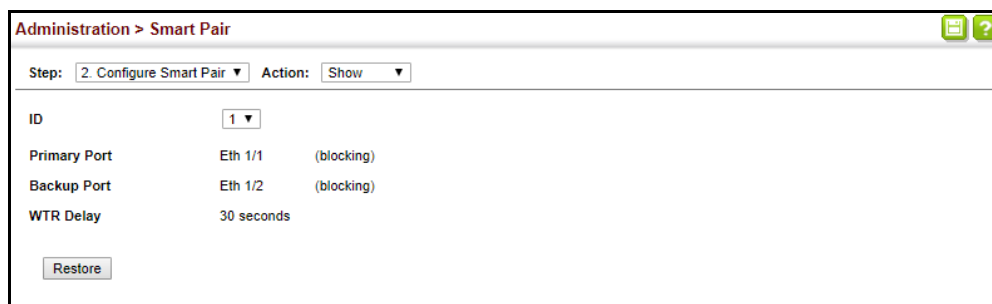 Administration > Smart Pair
?
Step: 2. Configure Smart Pair Action: Show
ID 1
Primary Port Eth 1/1 (blocking)
Backup Port Eth 1/2 (blocking)
WTR Delay 30 seconds
Restore